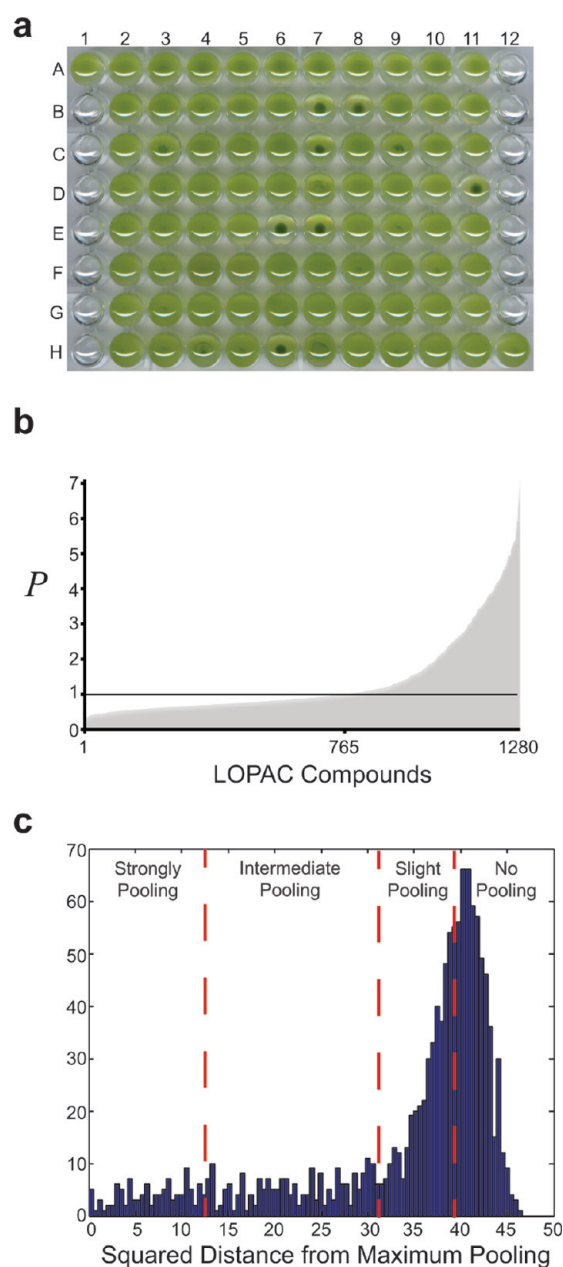 a
1 2 3 4 5 6 7 8 9 10 11 12
A
B
C
D
E
F
G
H
b
7
6
5
4
3
2
1
0
P
1 765 1280
LOPAC Compounds
c
70
60
50
40
30
20
10
0
Strongly Pooling
Intermediate Pooling
Slight Pooling
No Pooling
0 5 10 15 20 25 30 35 40 45 50
Squared Distance from Maximum Pooling